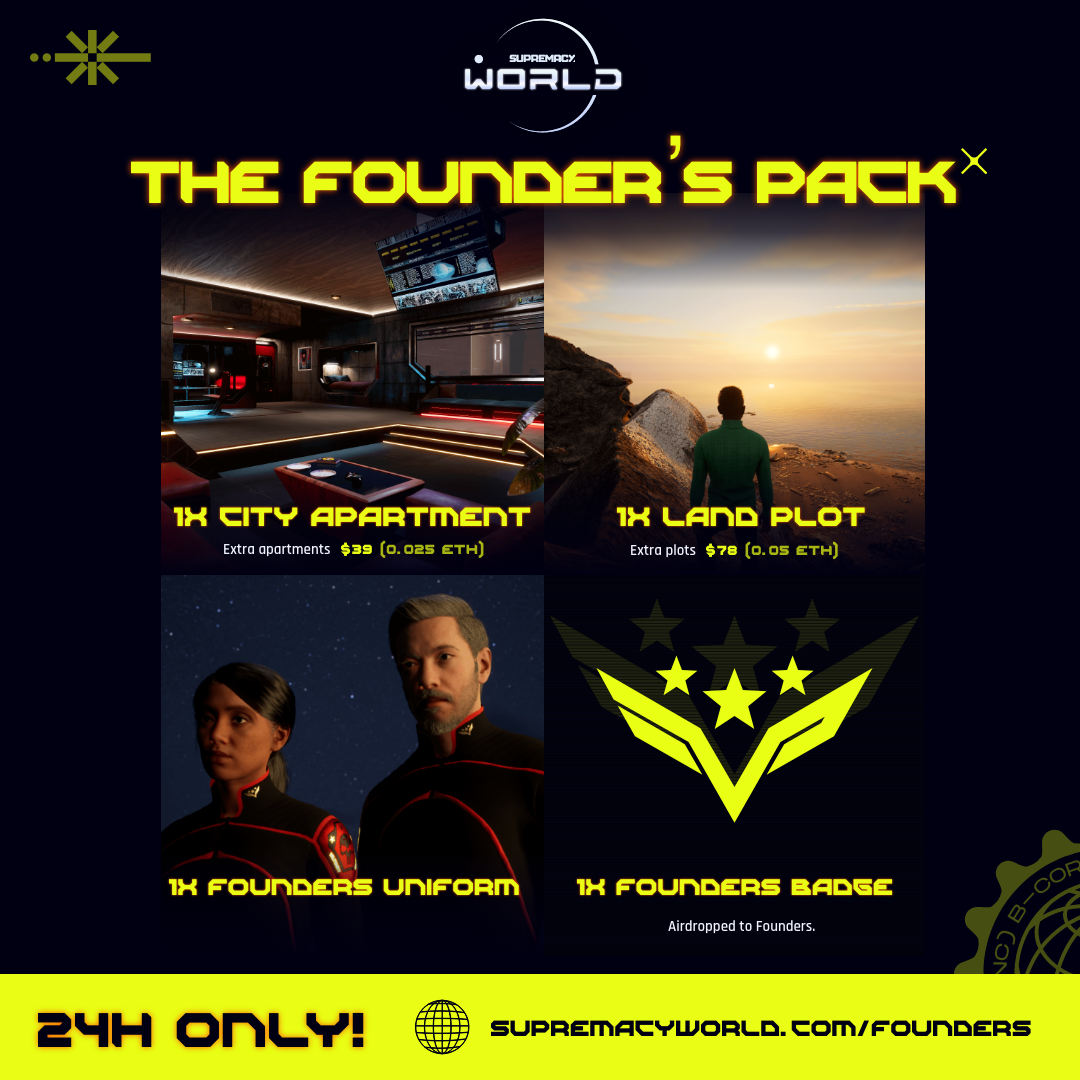 SUPREMACY
WORLD
THE FOUNDER'S PACK
1X CITY APARTMENT
Extra apartments $39 (0.025 ETH)
1X LAND PLOT
Extra plots $78 (0.05 ETH)
1X FOUNDERS UNIFORM
1X FOUNDERS BADGE
Airdropped to Founders.
B-COR
24H ONLY!
SUPREMACYWORLD.COM/FOUNDERS